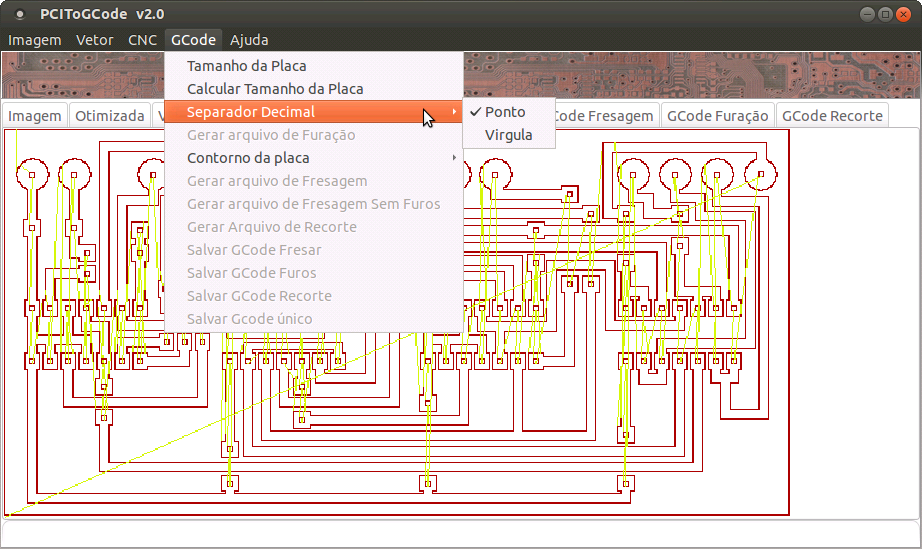 PCIToGCode v2.0
Imagem Vetor CNC GCode Ajuda
Tamanho da Placa
Calcular Tamanho da Placa
Imagem Otimizada Separador Decimal Ponto Code Fresagem GCode Furação GCode Recorte
Gerar arquivo de Furação Virgula
Contorno da placa
Gerar arquivo de Fresagem
Gerar arquivo de Fresagem Sem Furos
Gerar Arquivo de Recorte
Salvar GCode Fresar
Salvar GCode Furos
Salvar GCode Recorte
Salvar Gcode único